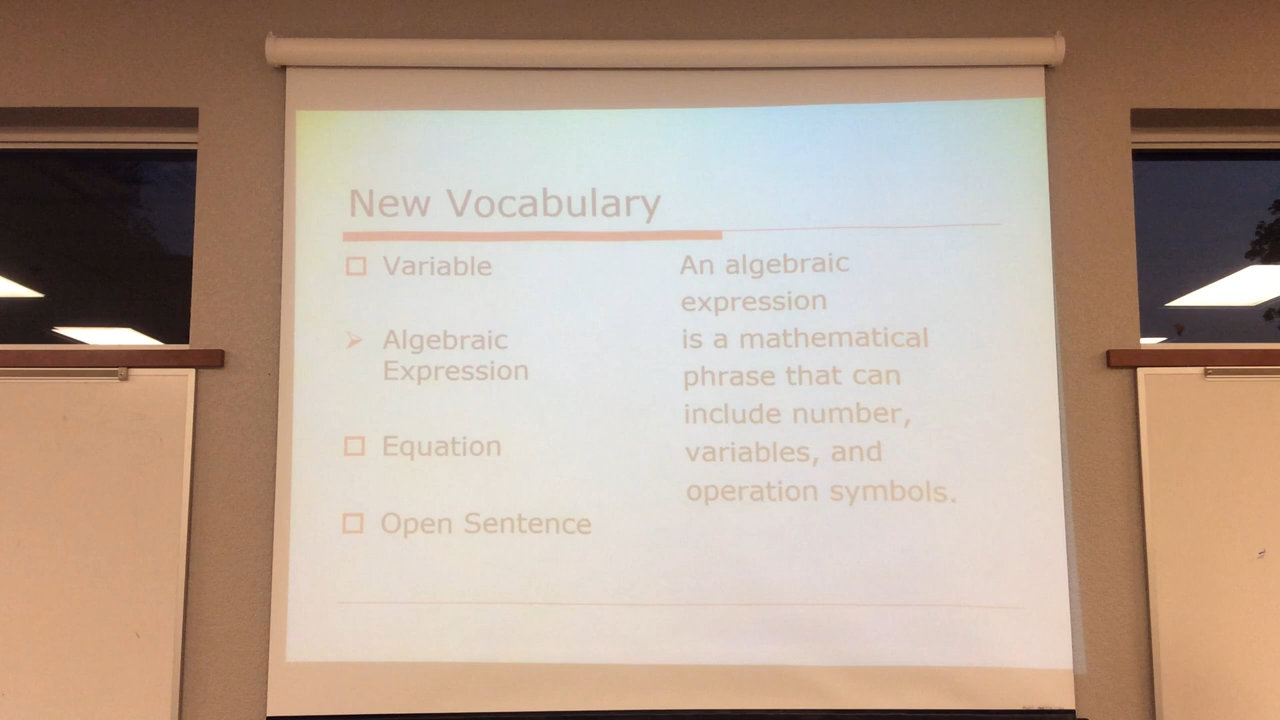 New Vocabulary
Variable
Algebraic
Expression
Equation
Open Sentence
An algebraic
expression
is a mathematical
phrase that can
include number,
variables, and
operation symbols.